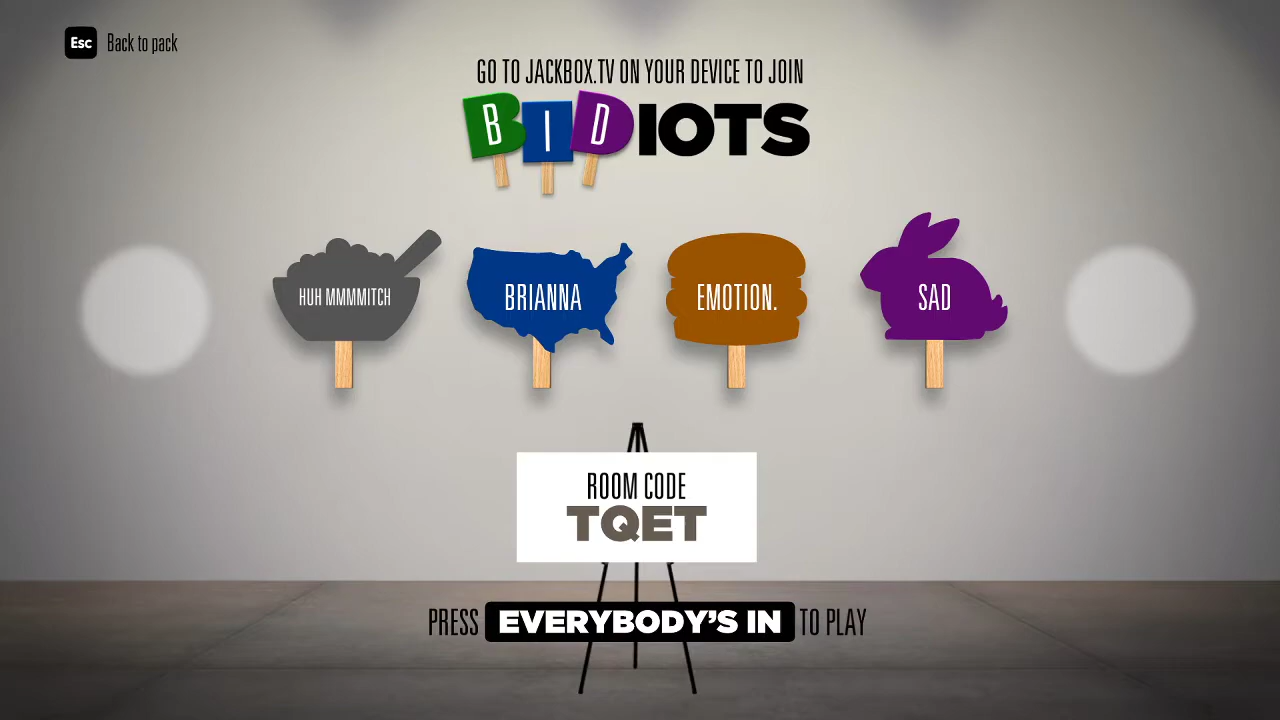 Esc Back to pack
GO TO JACKBOX.TV ON YOUR DEVICE TO JOIN
BIDIOTS
HUH MMMMITCH
BRIANNA
EMOTION.
SAD
ROOM CODE
TQET
PRESS EVERYBODY'S IN TO PLAY